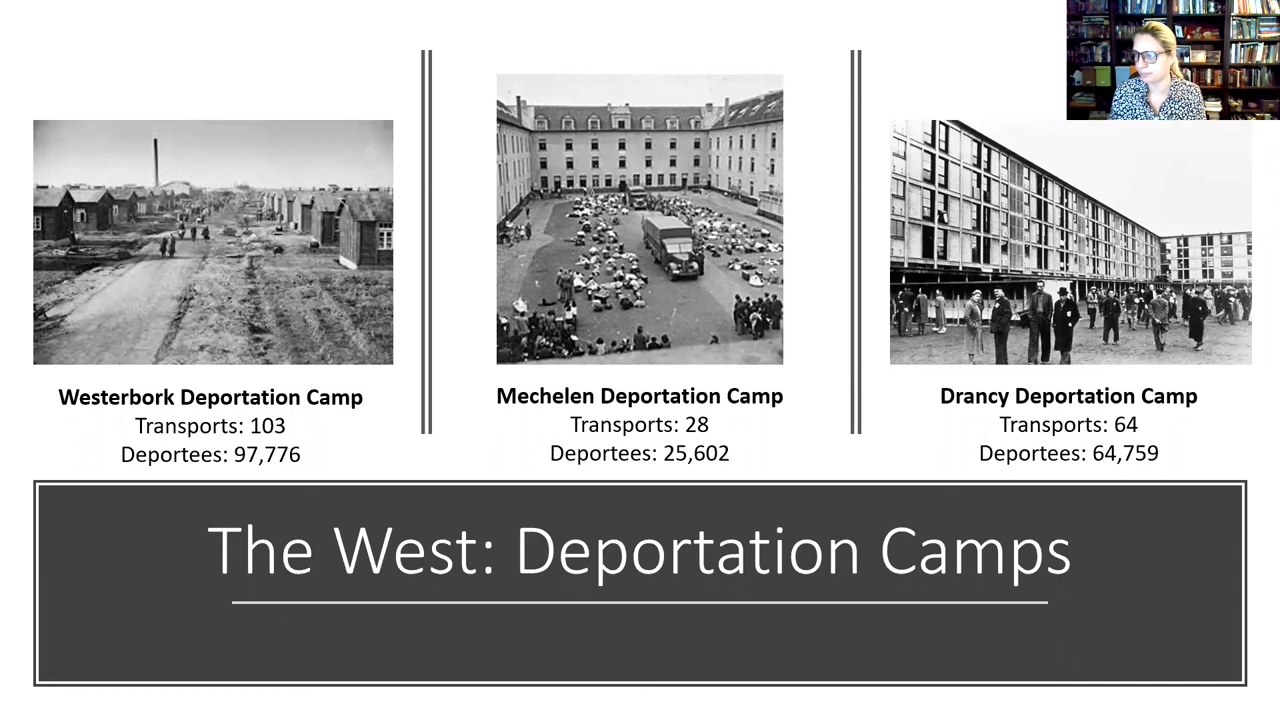 Westerbork Deportation Camp
Transports: 103
Deportees: 97,776
Mechelen Deportation Camp
Transports: 28
Deportees: 25,602
Drancy Deportation Camp
Transports: 64
Deportees: 64,759
The West: Deportation Camps